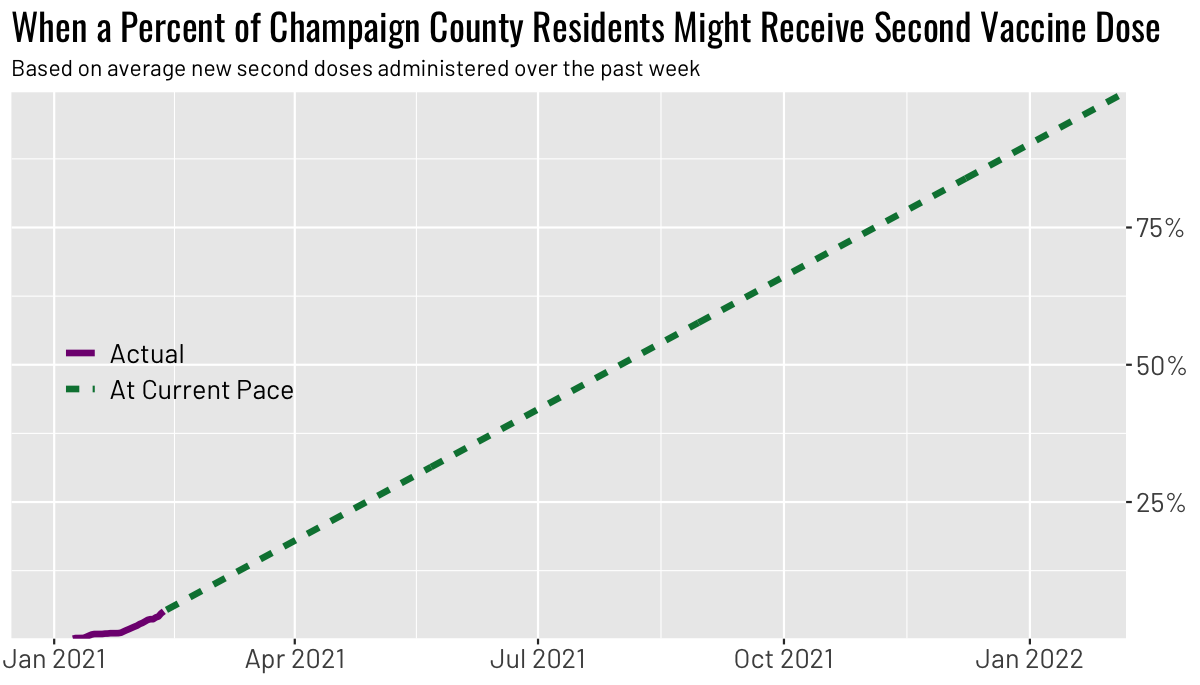 When a Percent of Champaign County Residents Might Receive Second Vaccine Dose
Based on average new second doses administered over the past week
75%
Actual
50%
At Current Pace
25%
Jan 2021 Apr 2021 Jul 2021 Oct 2021 Jan 2022